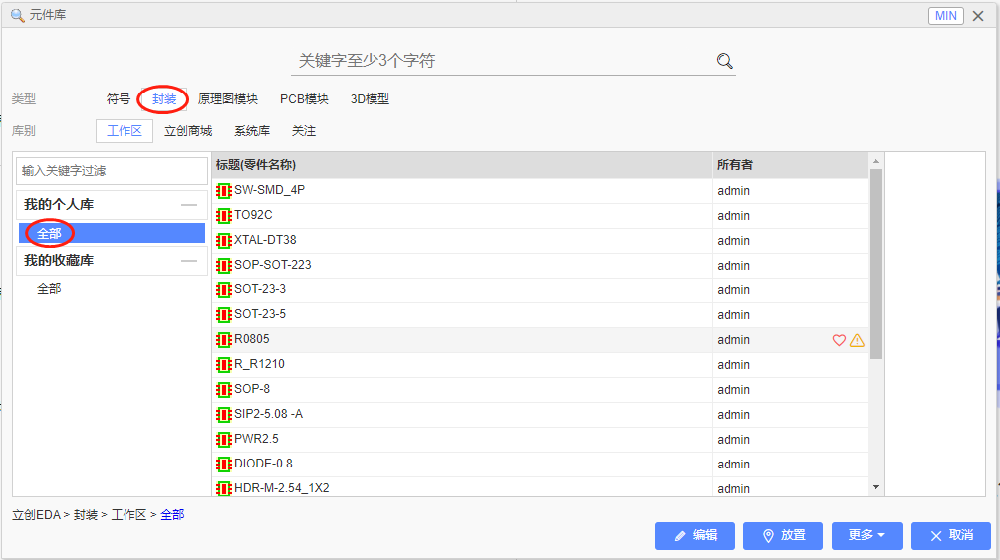 元件库 MIN
关键字至少3个字符
类型 符号 封装 原理图模块 PCB模块 3D模型
库别 工作区 立创商城 系统库 关注
输入关键字过滤
我的个人库
全部
我的收藏库
全部
标题(零件名称) 所有者
SW-SMD_4P admin
TO92C admin
XTAL-DT38 admin
SOP-SOT-223 admin
SOT-23-3 admin
SOT-23-5 admin
R0805 admin
R_R1210 admin
SOP-8 admin
SIP2-5.08 -A admin
PWR2.5 admin
DIODE-0.8 admin
HDR-M-2.54_1X2 admin
立创EDA > 封装 > 工作区 > 全部
编辑 放置 更多 取消